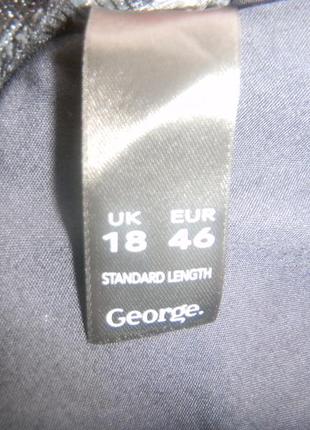 UK EUR
18 46
STANDARD LENGTH
George.